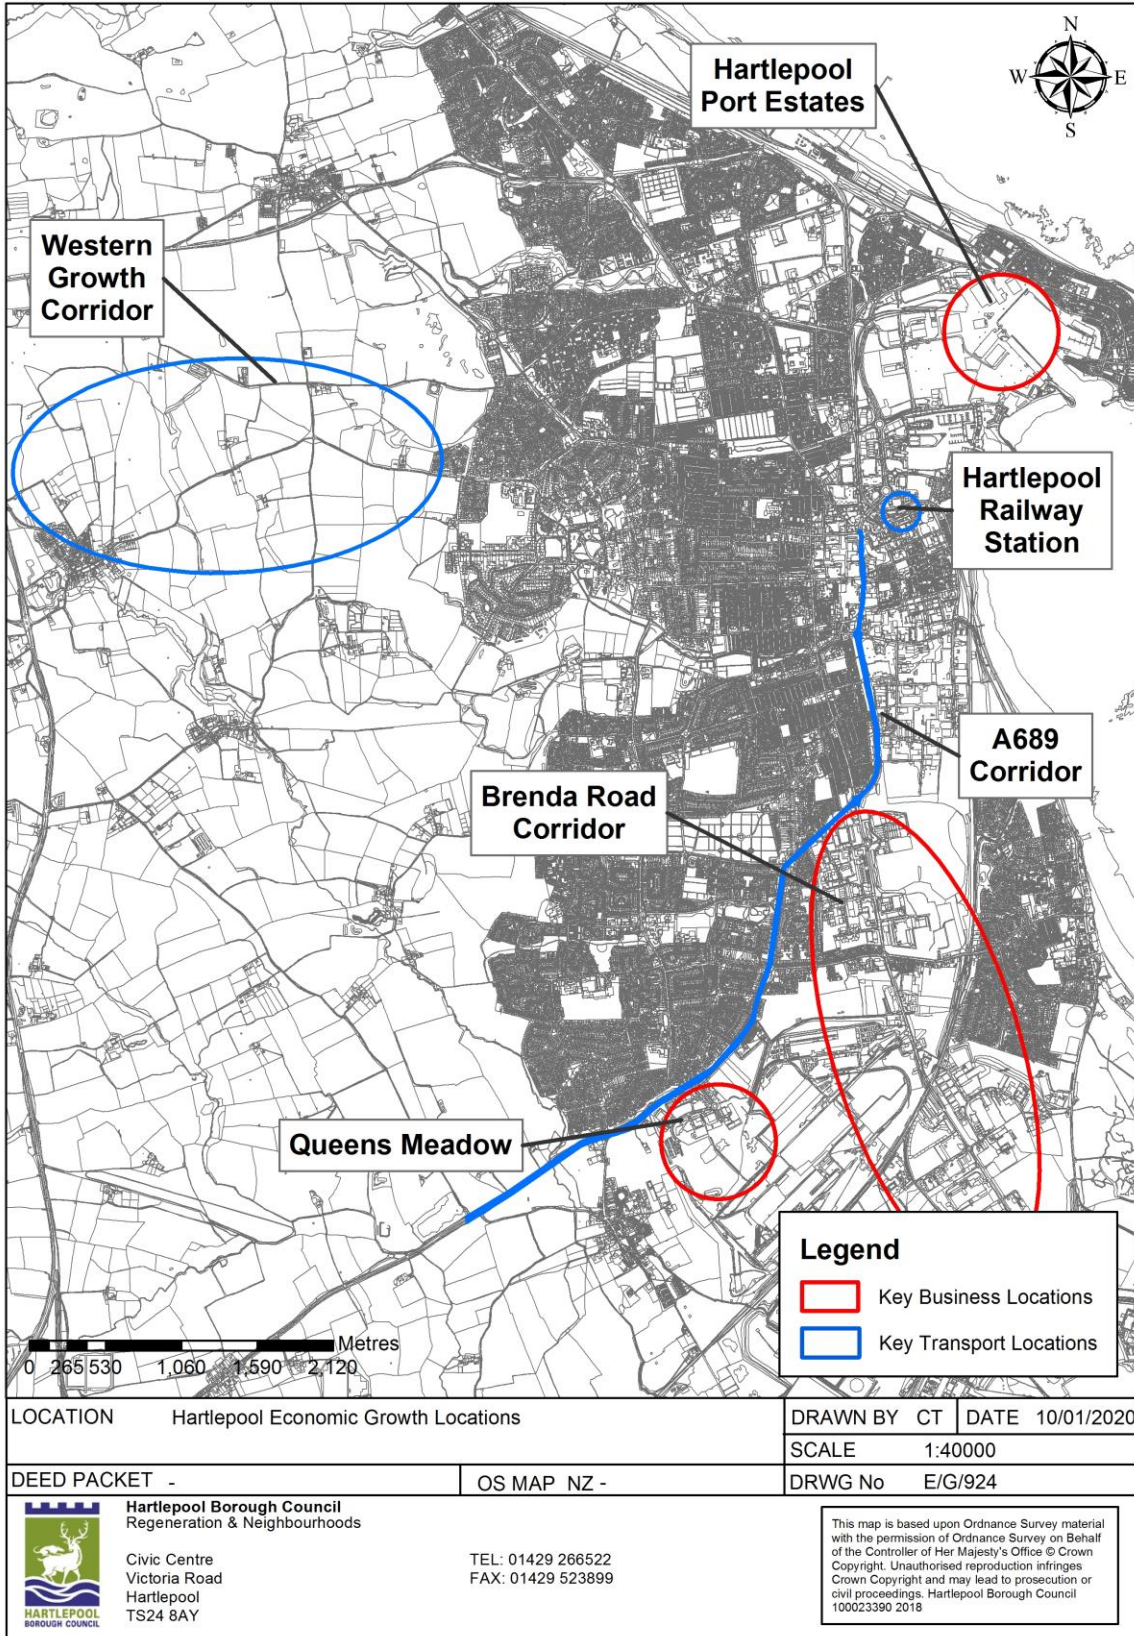 N
W E
S
Hartlepool
Port Estates
Western
Growth
Corridor
Hartlepool
Railway
Station
A689
Corridor
Brenda Road
Corridor
Queens Meadow
Legend
Key Business Locations
Key Transport Locations
Metres
0 265 530 1,060 1,590 2,120
LOCATION Hartlepool Economic Growth Locations
DRAWN BY CT DATE 10/01/2020
SCALE 1:40000
DEED PACKET - OS MAP NZ - DRWG No E/G/924
Hartlepool Borough Council
Regeneration & Neighbourhoods
Civic Centre
Victoria Road
Hartlepool
TS24 8AY
TEL: 01429 266522
FAX: 01429 523899
HARTLEPOOL
BOROUGH COUNCIL
This map is based upon Ordnance Survey material
with the permission of Ordnance Survey on Behalf
of the Controller of Her Majesty's Office © Crown
Copyright. Unauthorised reproduction infringes
Crown Copyright and may lead to prosecution or
civil proceedings. Hartlepool Borough Council
100023390 2018